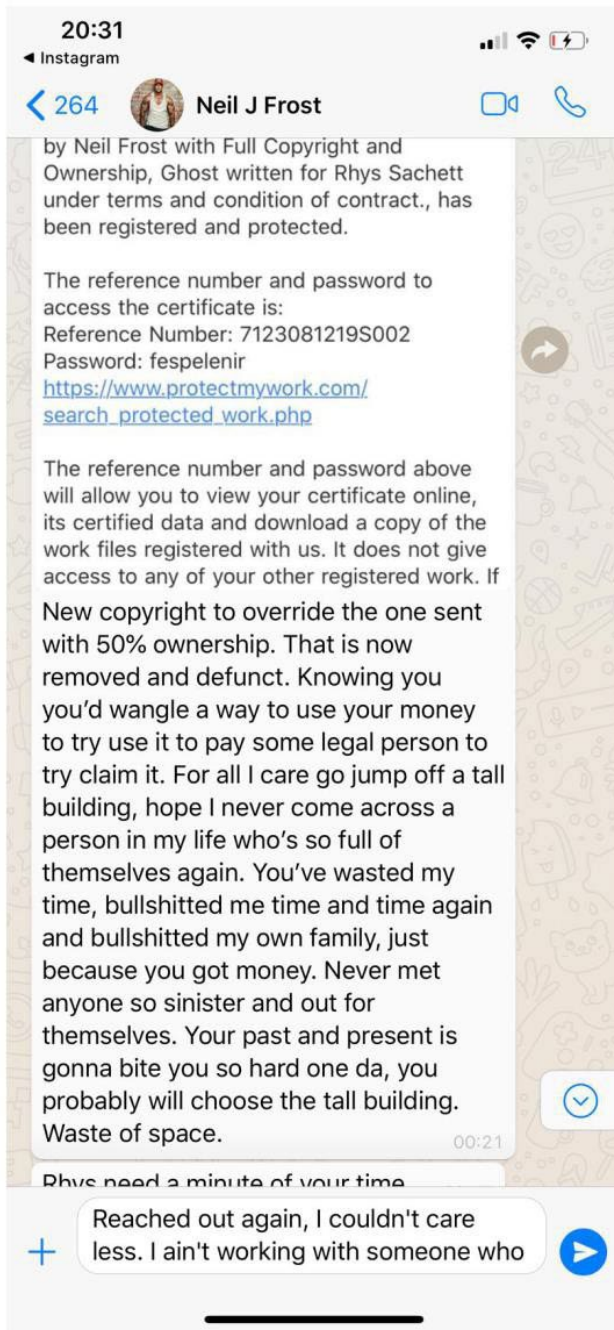 20:31
Instagram
264
Neil J Frost
by Neil Frost with Full Copyright and
Ownership, Ghost written for Rhys Sachett
under terms and condition of contract., has
been registered and protected.
The reference number and password to
access the certificate is:
Reference Number: 7123081219S002
Password: fespelenir
https://www.protectmywork.com/
search_protected_work.php
The reference number and password above
will allow you to view your certificate online,
its certified data and download a copy of the
work files registered with us. It does not give
access to any of your other registered work. If
New copyright to override the one sent
with 50% ownership. That is now
removed and defunct. Knowing you
you’d wangle a way to use your money
to try use it to pay some legal person to
try claim it. For all I care go jump off a tall
building, hope I never come across a
person in my life who’s so full of
themselves again. You’ve wasted my
time, bullshitted me time and time again
and bullshitted my own family, just
because you got money. Never met
anyone so sinister and out for
themselves. Your past and present is
gonna bite you so hard one da, you
probably will choose the tall building.
Waste of space.
00:21
Rhys need a minute of your time
Reached out again, I couldn't care
less. I ain't working with someone who